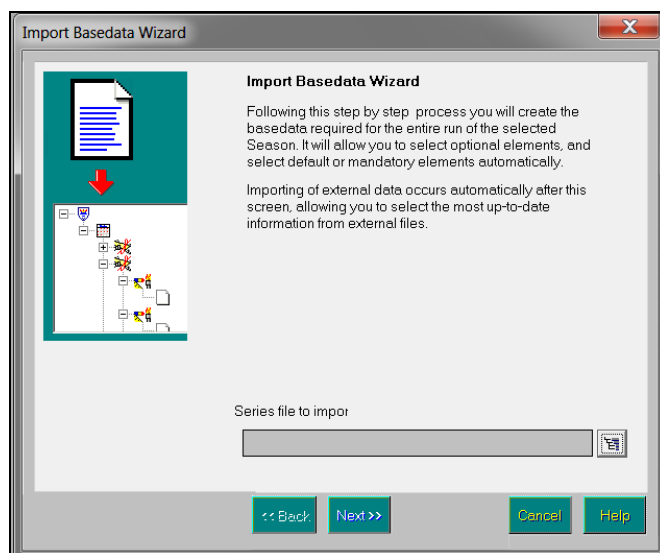 Import Basedata Wizard
Import Basedata Wizard
Following this step by step process you will create the
basedata required for the entire run of the selected
Season. It will allow you to select optional elements, and
select default or mandatory elements automatically.
Importing of external data occurs automatically after this
screen, allowing you to select the most up-to-date
information from external files.
Series file to impor
<< Back Next >> Cancel Help